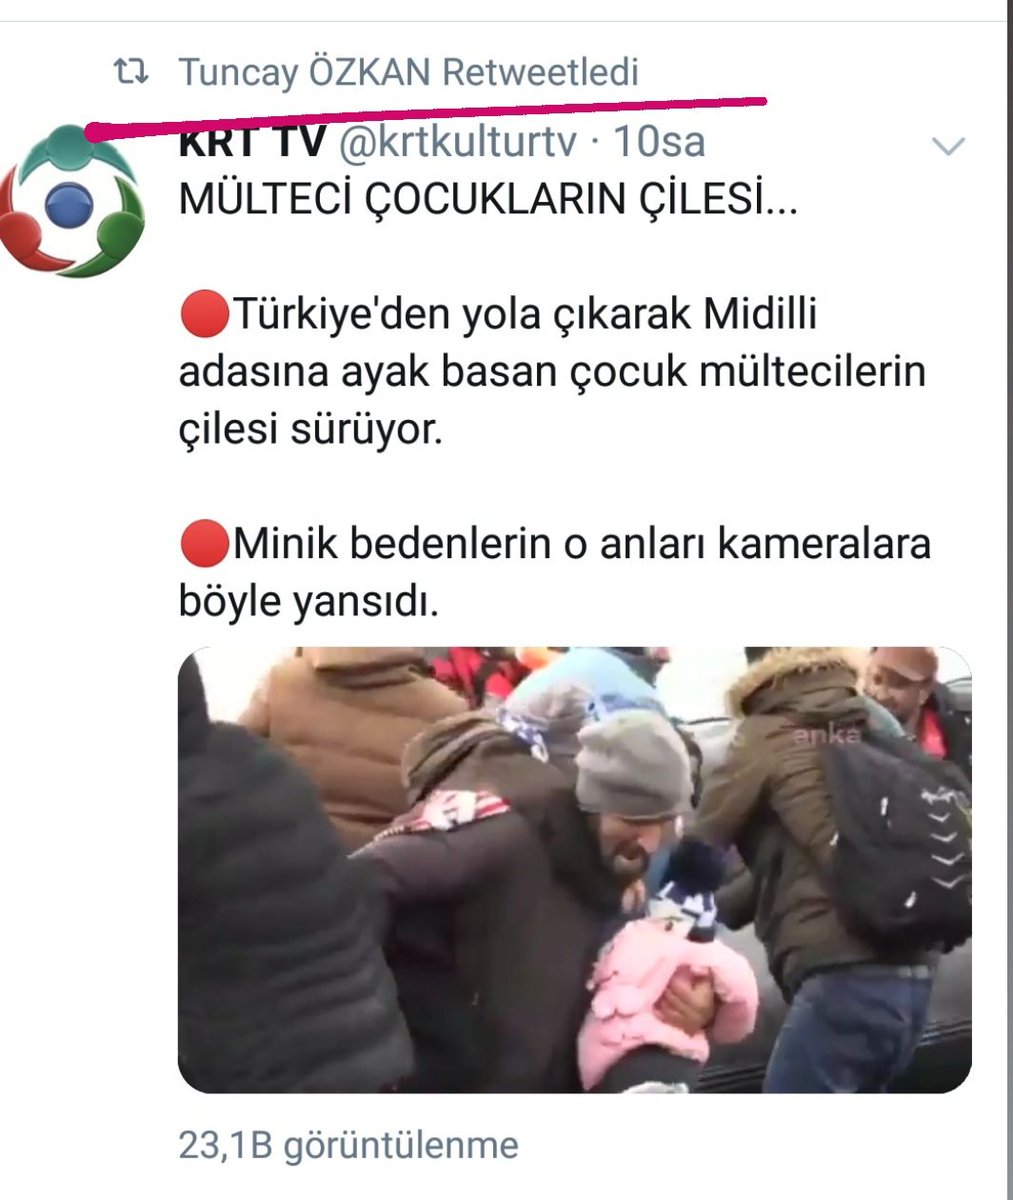 Tuncay ÖZKAN Retweetledi
KRT TV @krtkulturtv · 10sa
MÜLTECİ ÇOCUKLARIN ÇİLESİ...
🔴Türkiye'den yola çıkarak Midilli
adasına ayak basan çocuk mültecilerin
çilesi sürüyor.
🔴Minik bedenlerin o anları kameralara
böyle yansıdı.
anka
23,1B görüntülenme